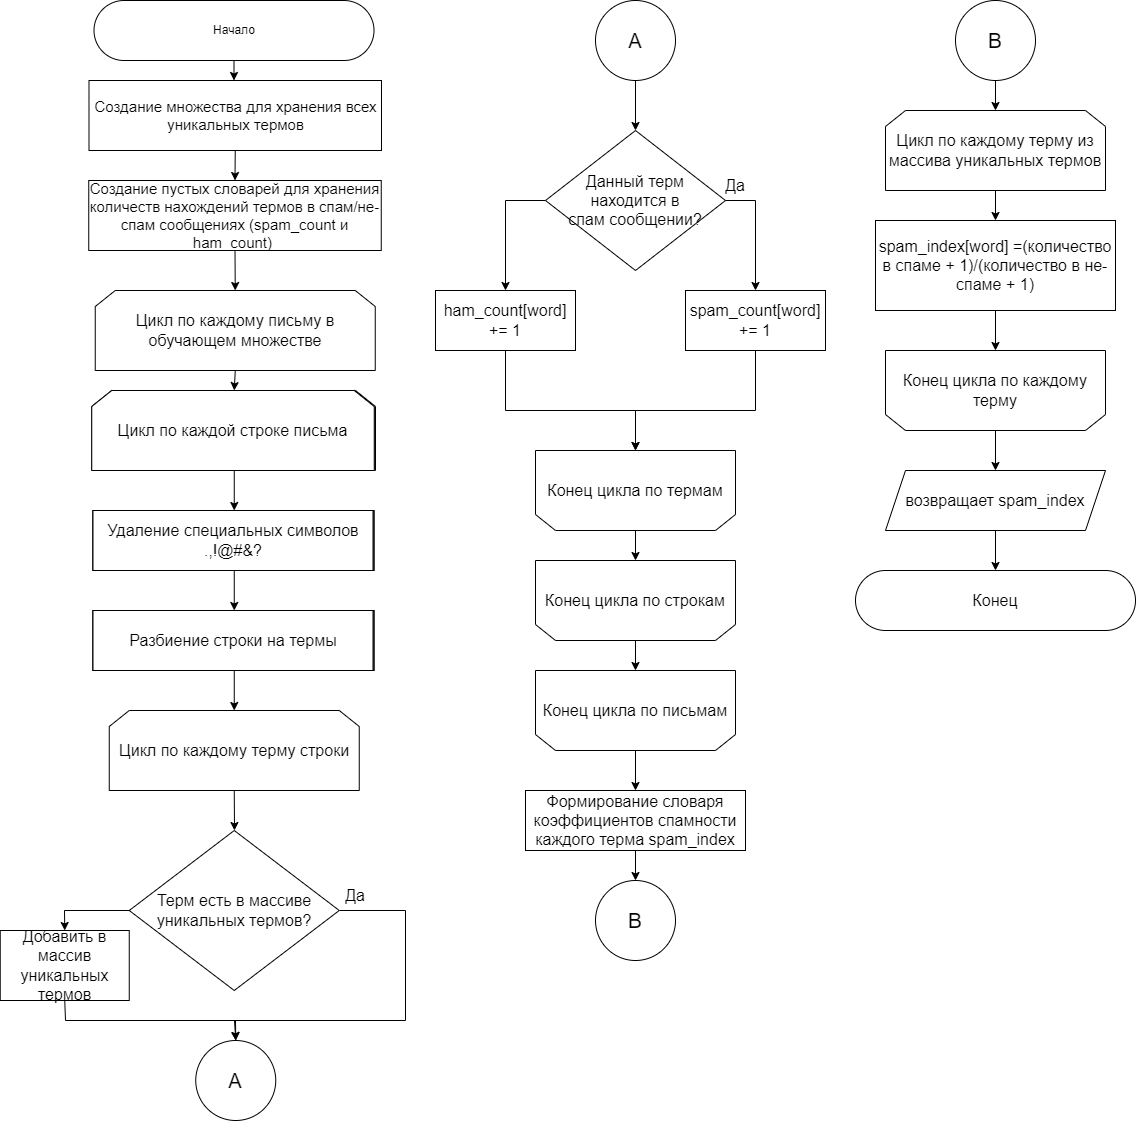 Начало
Создание множества для хранения всех
уникальных термов
Создание пустых словарей для хранения
количеств нахождений термов в спам/не-
спам сообщениях (spam_count и
ham_count)
Цикл по каждому письму в
обучающем множестве
Цикл по каждой строке письма
Удаление специальных символов
.,!@#&?
Разбиение строки на термы
Цикл по каждому терму строки
Терм есть в массиве
уникальных термов?
Да
Добавить в
массив
уникальных
термов
A
A
Данный терм
находится в
спам сообщении?
Да
ham_count[word]
+= 1
spam_count[word]
+= 1
Конец цикла по термам
Конец цикла по строкам
Конец цикла по письмам
Формирование словаря
коэффициентов спамности
каждого терма spam_index
B
B
Цикл по каждому терму из
массива уникальных термов
spam_index[word] =(количество
в спаме + 1)/(количество в не-
спаме + 1)
Конец цикла по каждому
терму
возвращает spam_index
Конец